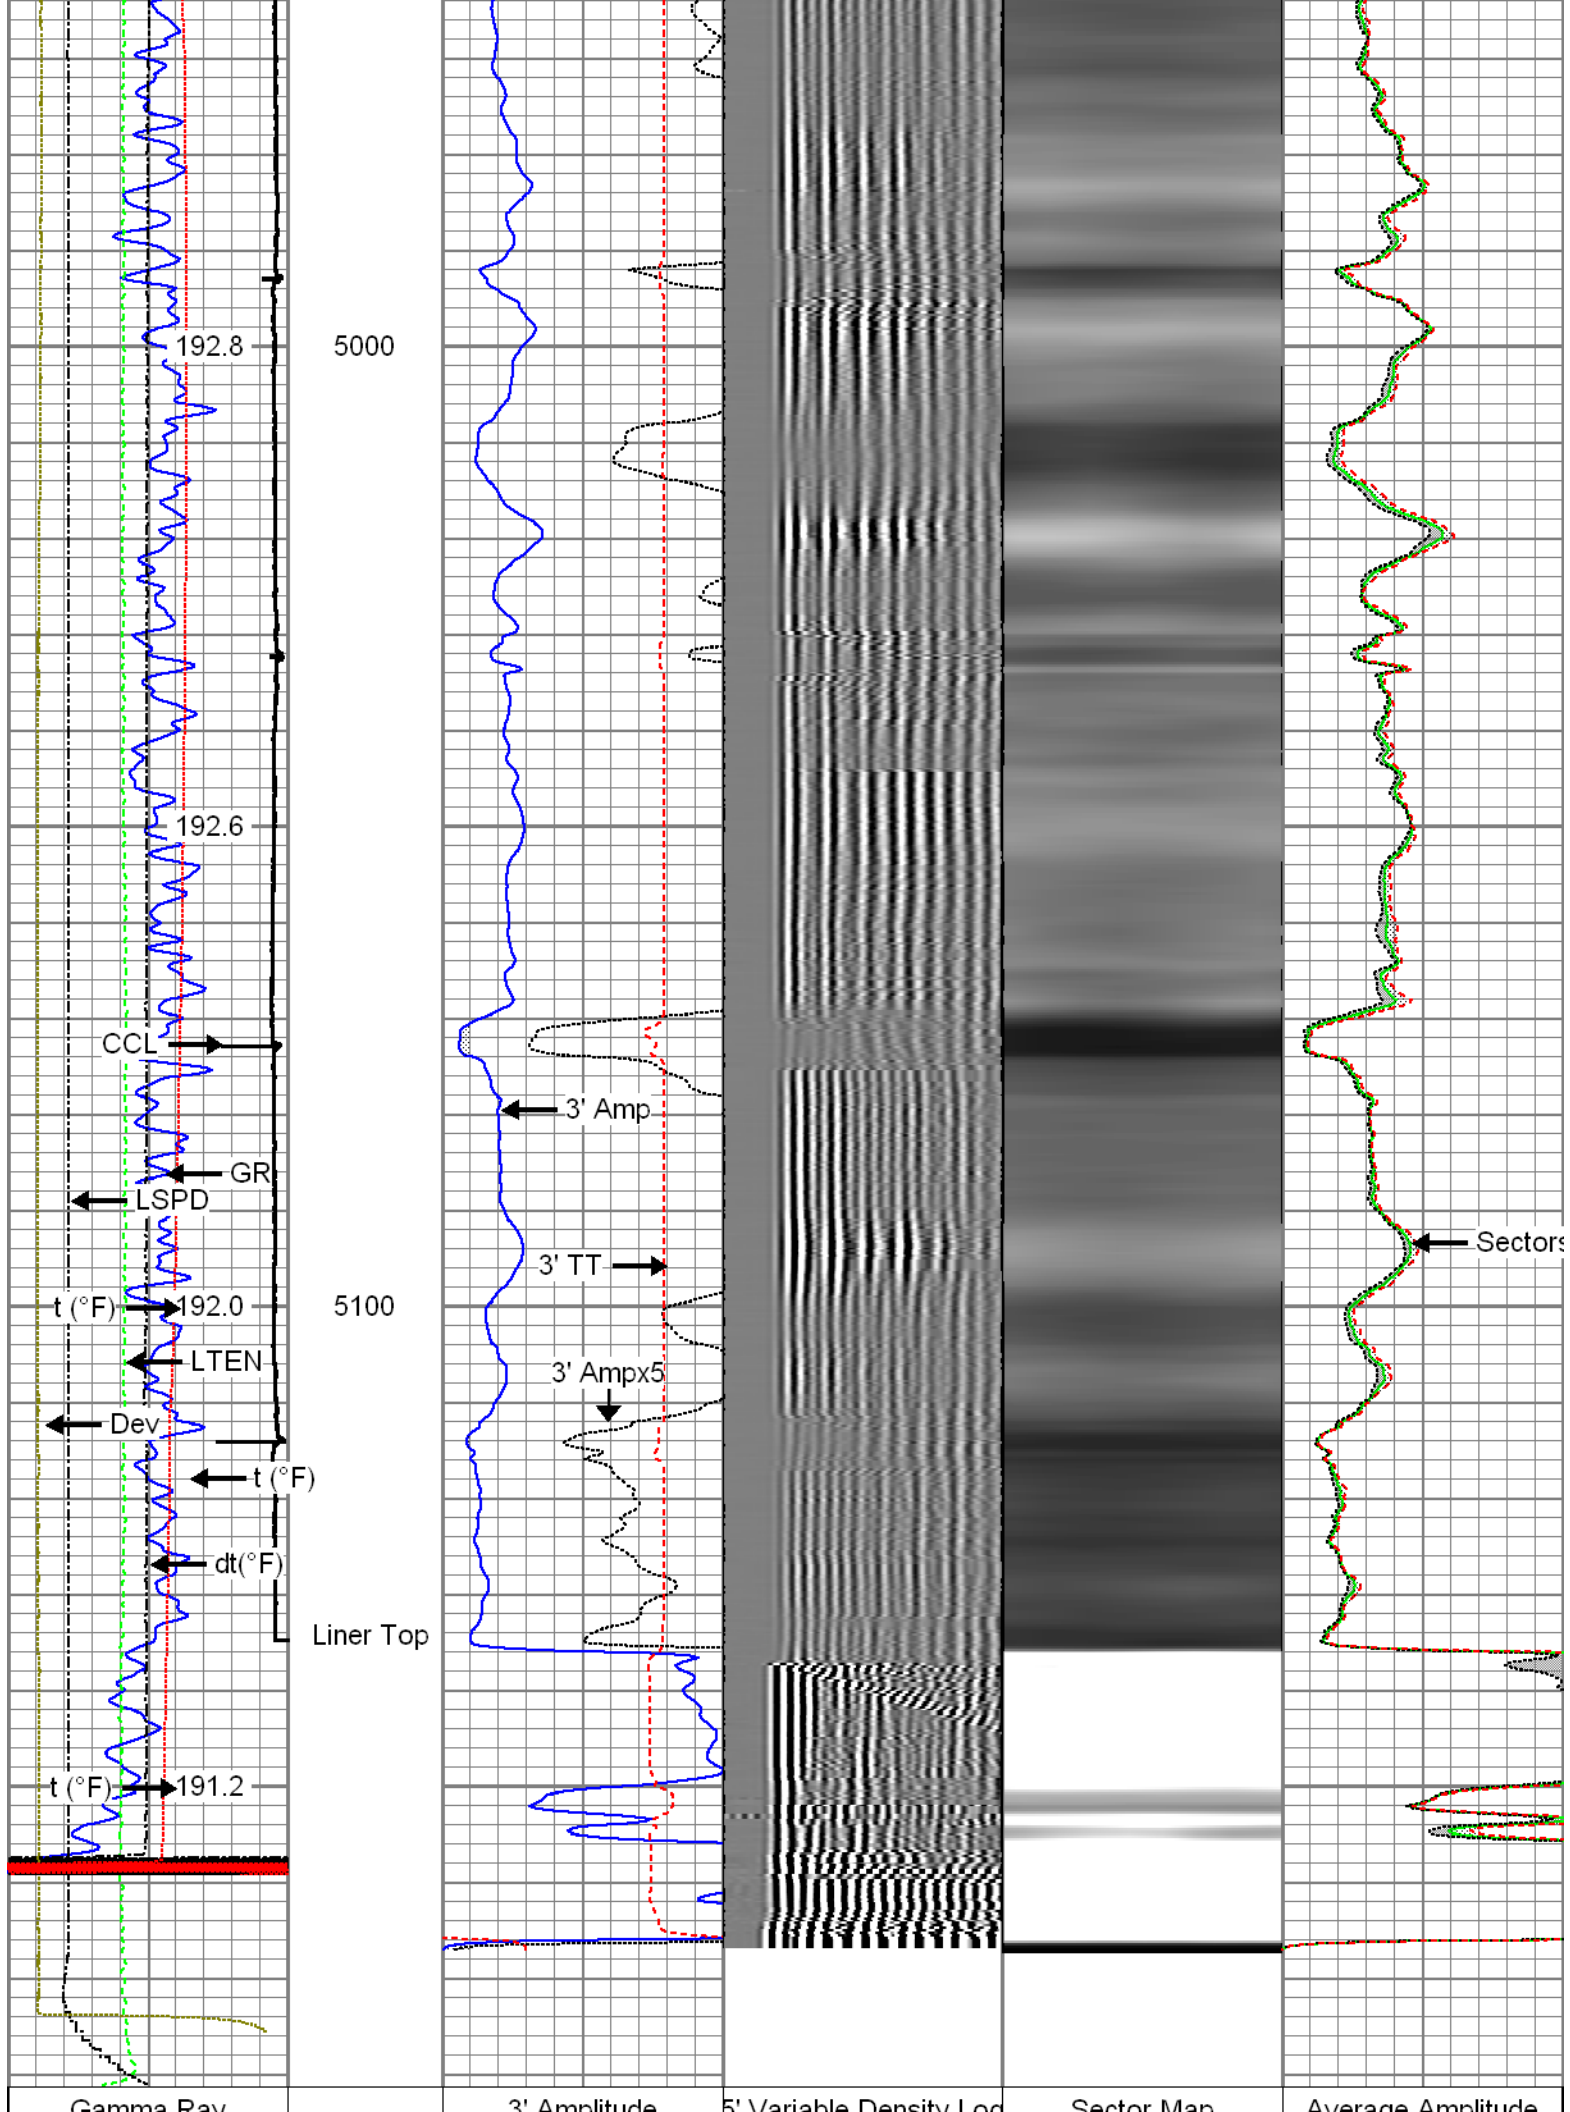 192.8
5000
192.6
CCL
3' Amp
GR
LSPD
Sectors
3' TT
t (°F)
192.0
5100
LTEN
3' Ampx5
Dev
t (°F)
dt(°F)
Liner Top
t (°F)
191.2
Gamma Ray
3' Amplitude
5' Variable Density Log
Sector Map
Average Amplitude